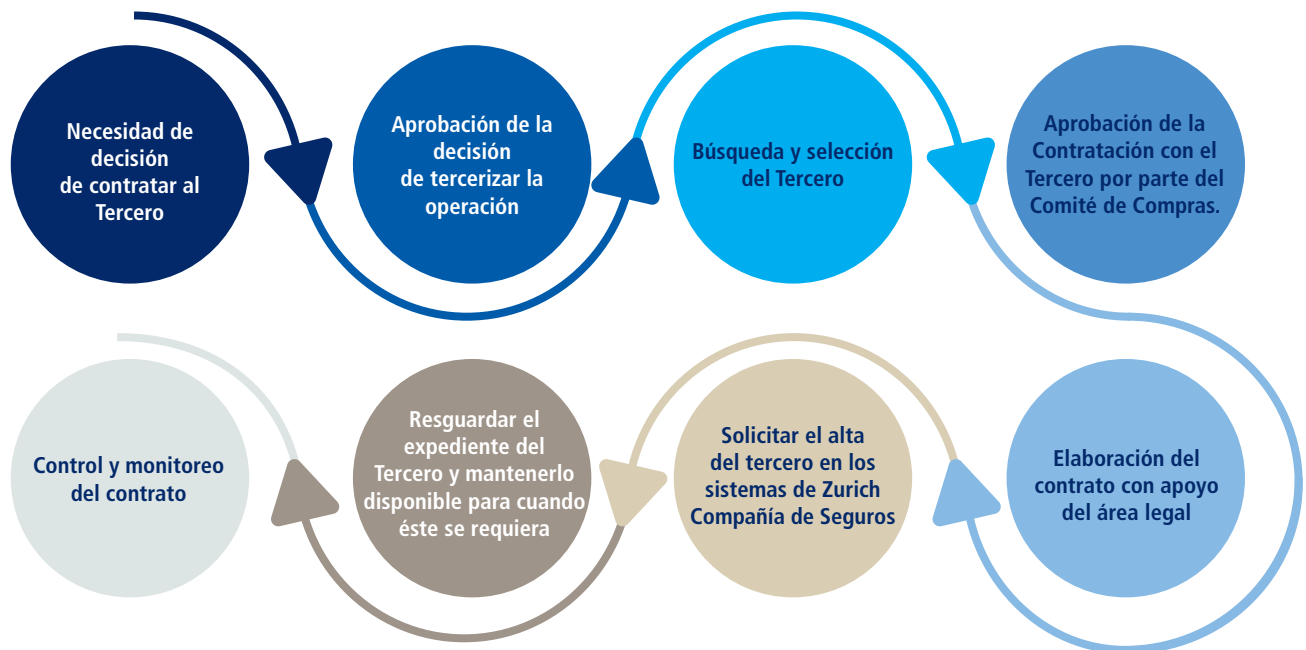 Necesidad de
decisión
de contratar al
Tercero
Aprobación de la
decisión
de tercerizar la
operación
Búsqueda y selección
del Tercero
Aprobación de la
Contratación con el
Tercero por parte del
Comité de Compras.
Elaboración del
contrato con apoyo
del área legal
Solicitar el alta
del tercero en los
sistemas de Zurich
Compañía de Seguros
Resguardar el
expediente del
Tercero y mantenerlo
disponible para cuando
éste se requiera
Control y monitoreo
del contrato